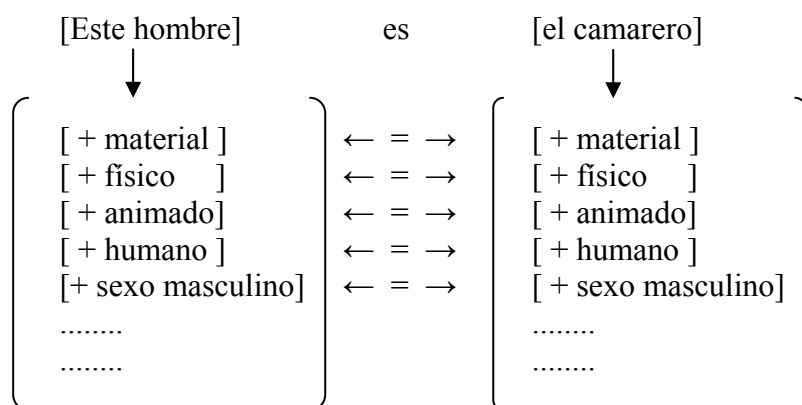 [Este hombre] es [el camarero]
[ + material ] ← = → [ + material ]
[ + físico ] ← = → [ + físico ]
[ + animado] ← = → [ + animado]
[ + humano ] ← = → [ + humano ]
[+ sexo masculino] ← = → [ + sexo masculino]
........ ........
........ ........